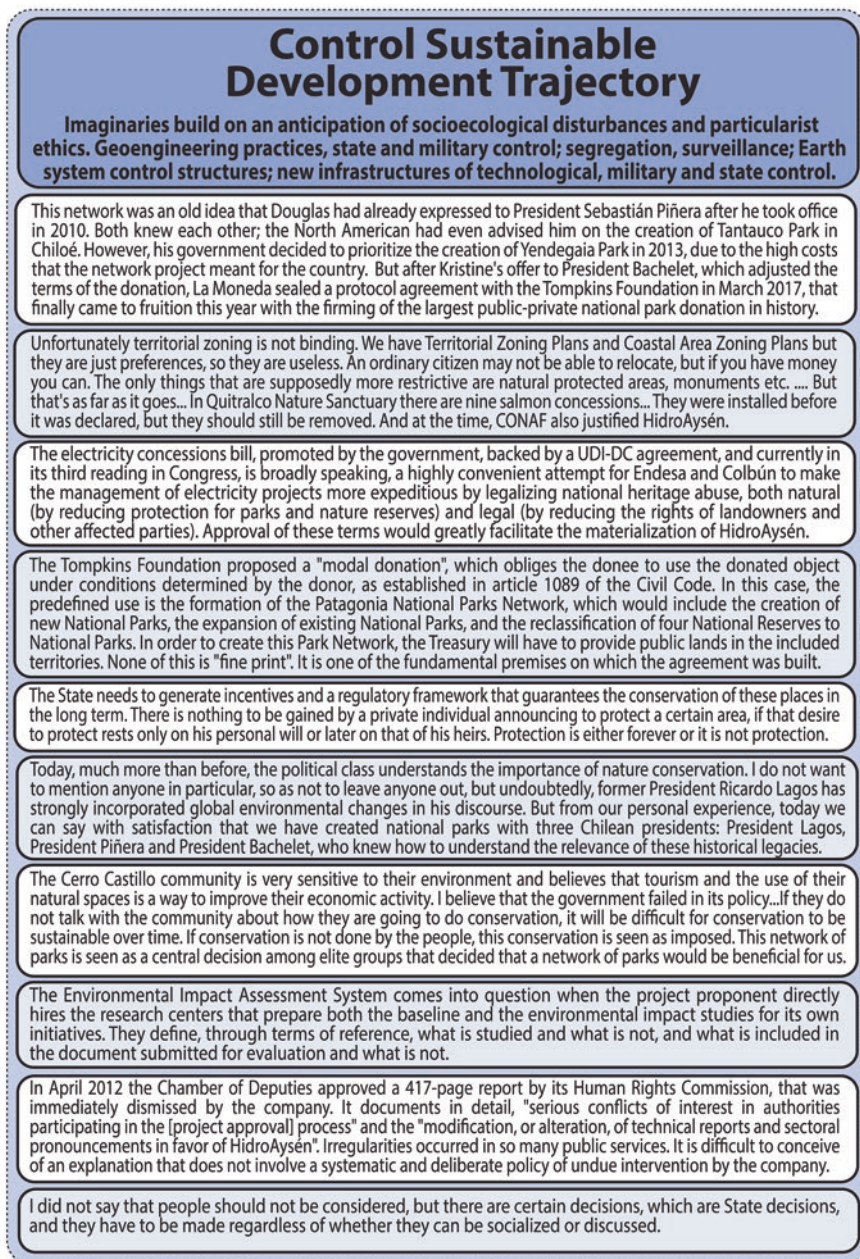 Control Sustainable
Development Trajectory
Imaginaries build on an anticipation of socioecological disturbances and particularist
ethics. Geoengineering practices, state and military control; segregation, surveillance; Earth
system control structures; new infrastructures of technological, military and state control.
This network was an old idea that Douglas had already expressed to President Sebastián Piñera after he took office
in 2010. Both knew each other; the North American had even advised him on the creation of Tantauco Park in
Chiloé. However, his government decided to prioritize the creation of Yendegaia Park in 2013, due to the high costs
that the network project meant for the country. But after Kristine's offer to President Bachelet, which adjusted the
terms of the donation, La Moneda sealed a protocol agreement with the Tompkins Foundation in March 2017, that
finally came to fruition this year with the firming of the largest public-private national park donation in history.
Unfortunately territorial zoning is not binding. We have Territorial Zoning Plans and Coastal Area Zoning Plans but
they are just preferences, so they are useless. An ordinary citizen may not be able to relocate, but if you have money
you can. The only things that are supposedly more restrictive are natural protected areas, monuments etc. .... But
that's as far as it goes... In Quitralco Nature Sanctuary there are nine salmon concessions... They were installed before
it was declared, but they should still be removed. And at the time, CONAF also justified HidroAysén.
The electricity concessions bill, promoted by the government, backed by a UDI-DC agreement, and currently in
its third reading in Congress, is broadly speaking, a highly convenient attempt for Endesa and Colbún to make
the management of electricity projects more expeditious by legalizing national heritage abuse, both natural
(by reducing protection for parks and nature reserves) and legal (by reducing the rights of landowners and
other affected parties). Approval of these terms would greatly facilitate the materialization of HidroAysén.
The Tompkins Foundation proposed a "modal donation", which obliges the donee to use the donated object
under conditions determined by the donor, as established in article 1089 of the Civil Code. In this case, the
predefined use is the formation of the Patagonia National Parks Network, which would include the creation of
new National Parks, the expansion of existing National Parks, and the reclassification of four National Reserves to
National Parks. In order to create this Park Network, the Treasury will have to provide public lands in the included
territories. None of this is "fine print". It is one of the fundamental premises on which the agreement was built.
The State needs to generate incentives and a regulatory framework that guarantees the conservation of these places in
the long term. There is nothing to be gained by a private individual announcing to protect a certain area, if that desire
to protect rests only on his personal will or later on that of his heirs. Protection is either forever or it is not protection.
Today, much more than before, the political class understands the importance of nature conservation. I do not want
to mention anyone in particular, so as not to leave anyone out, but undoubtedly, former President Ricardo Lagos has
strongly incorporated global environmental changes in his discourse. But from our personal experience, today we
can say with satisfaction that we have created national parks with three Chilean presidents: President Lagos,
President Piñera and President Bachelet, who knew how to understand the relevance of these historical legacies.
The Cerro Castillo community is very sensitive to their environment and believes that tourism and the use of their
natural spaces is a way to improve their economic activity. I believe that the government failed in its policy...If they do
not talk with the community about how they are going to do conservation, it will be difficult for conservation to be
sustainable over time. If conservation is not done by the people, this conservation is seen as imposed. This network of
parks is seen as a central decision among elite groups that decided that a network of parks would be beneficial for us.
The Environmental Impact Assessment System comes into question when the project proponent directly
hires the research centers that prepare both the baseline and the environmental impact studies for its own
initiatives. They define, through terms of reference, what is studied and what is not, and what is included in
the document submitted for evaluation and what is not.
In April 2012 the Chamber of Deputies approved a 417-page report by its Human Rights Commission, that was
immediately dismissed by the company. It documents in detail, "serious conflicts of interest in authorities
participating in the [project approval] process" and the "modification, or alteration, of technical reports and sectoral
pronouncements in favor of HidroAysén". Irregularities occurred in so many public services. It is difficult to conceive
of an explanation that does not involve a systematic and deliberate policy of undue intervention by the company.
I did not say that people should not be considered, but there are certain decisions, which are State decisions,
and they have to be made regardless of whether they can be socialized or discussed.